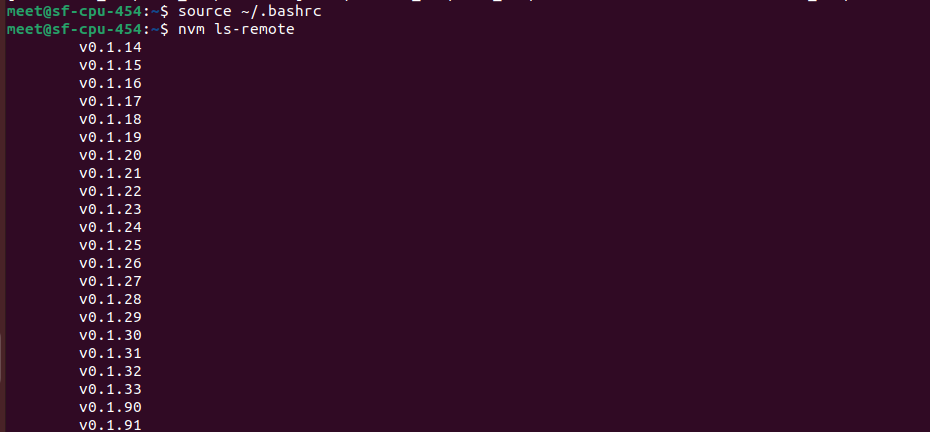 meet@sf-cpu-454:~$ source ~/.bashrc
meet@sf-cpu-454:~$ nvm ls-remote
v0.1.14
v0.1.15
v0.1.16
v0.1.17
v0.1.18
v0.1.19
v0.1.20
v0.1.21
v0.1.22
v0.1.23
v0.1.24
v0.1.25
v0.1.26
v0.1.27
v0.1.28
v0.1.29
v0.1.30
v0.1.31
v0.1.32
v0.1.33
v0.1.90
v0.1.91